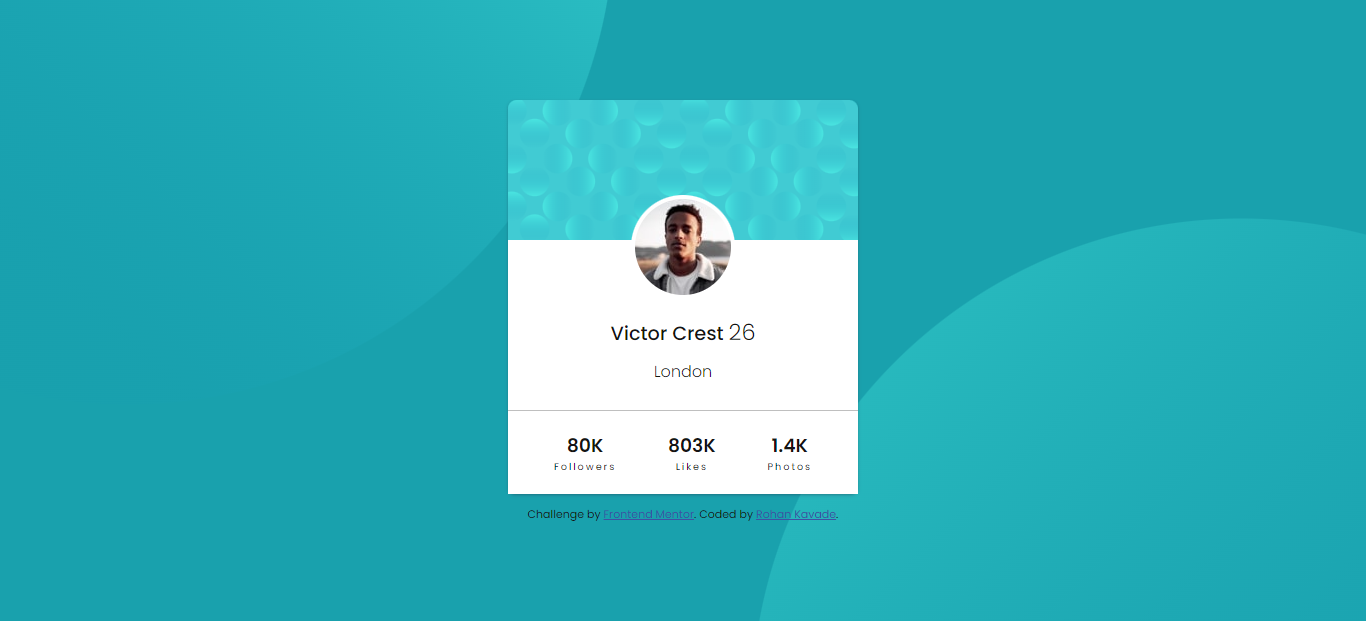 Victor Crest 26
London
80K 803K 1.4K
Followers Likes Photos
Challenge by Frontend Mentor. Coded by Rohan Kavade.